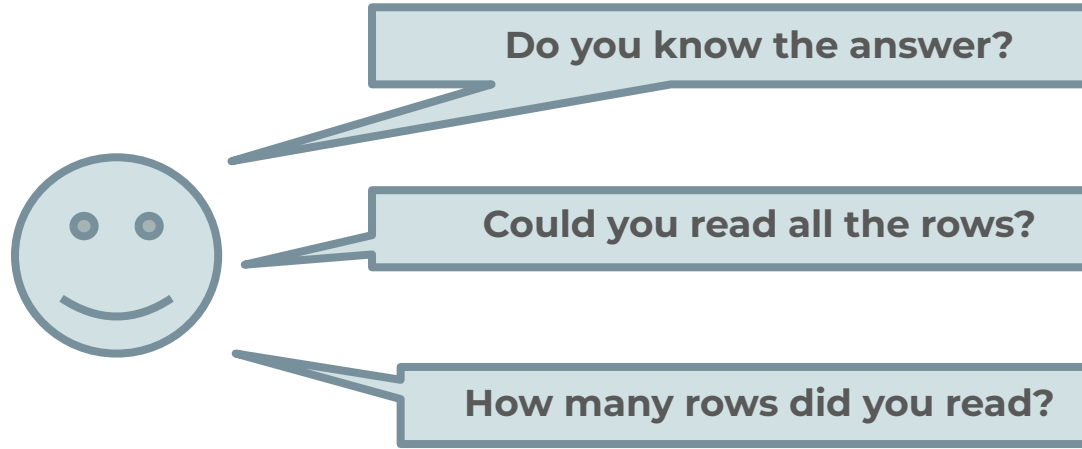 Do you know the answer?
Could you read all the rows?
How many rows did you read?